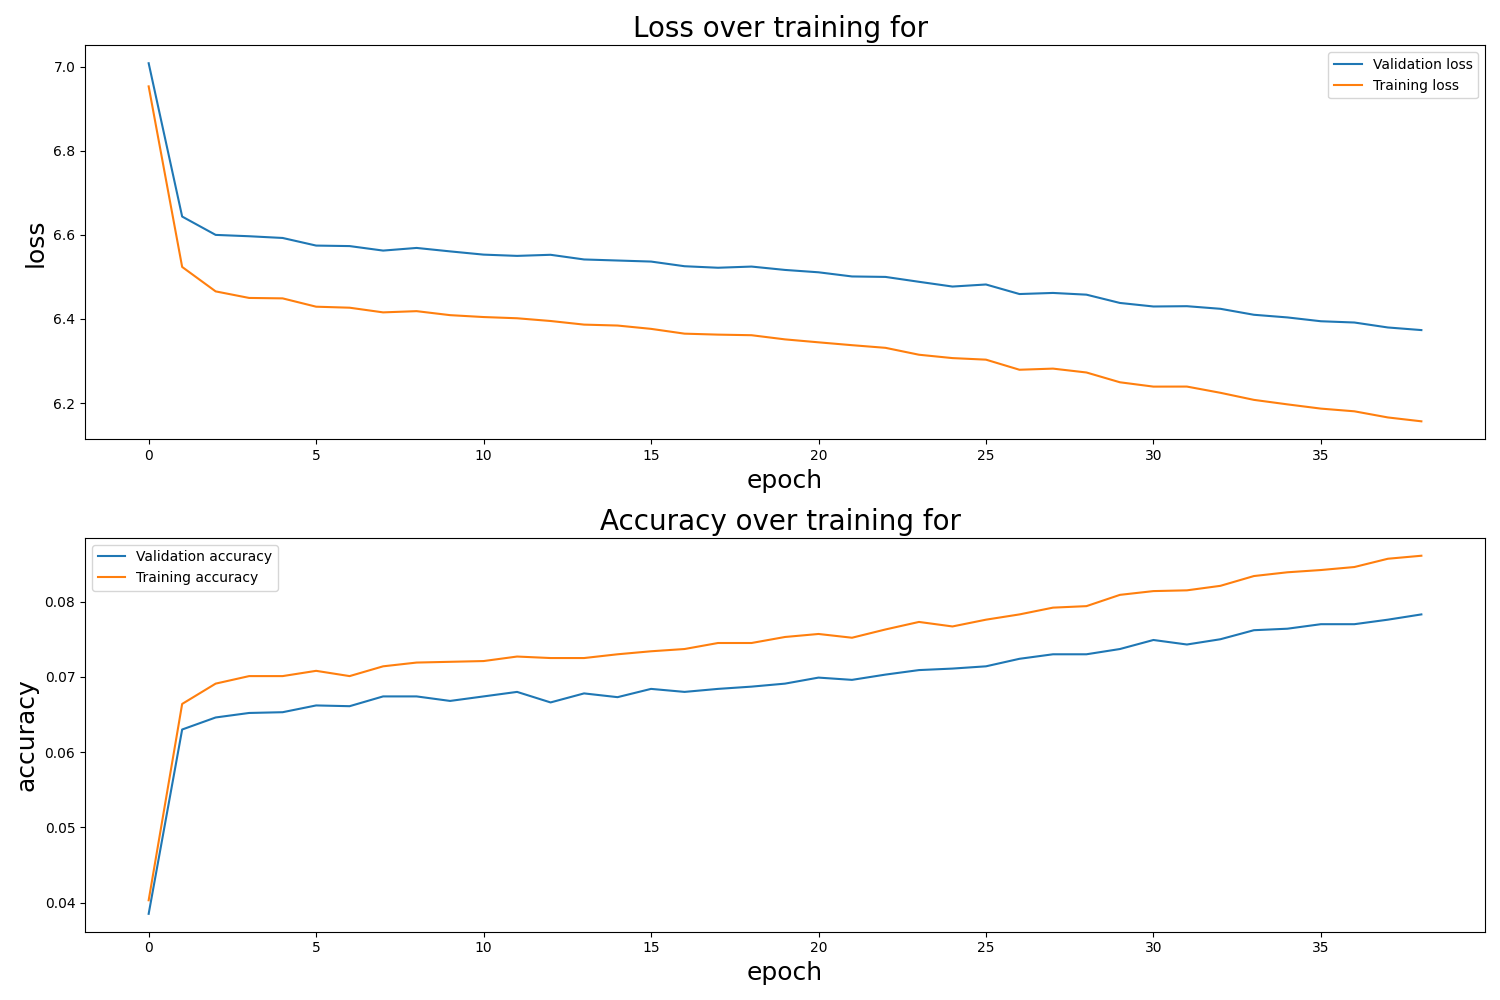 Loss over training for
7.0
6.8
6.6
6.4
6.2
loss
Validation loss
Training loss
0 5 10 15 20 25 30 35
epoch
Accuracy over training for
Validation accuracy
Training accuracy
0.08
0.07
0.06
0.05
0.04
accuracy
0 5 10 15 20 25 30 35
epoch